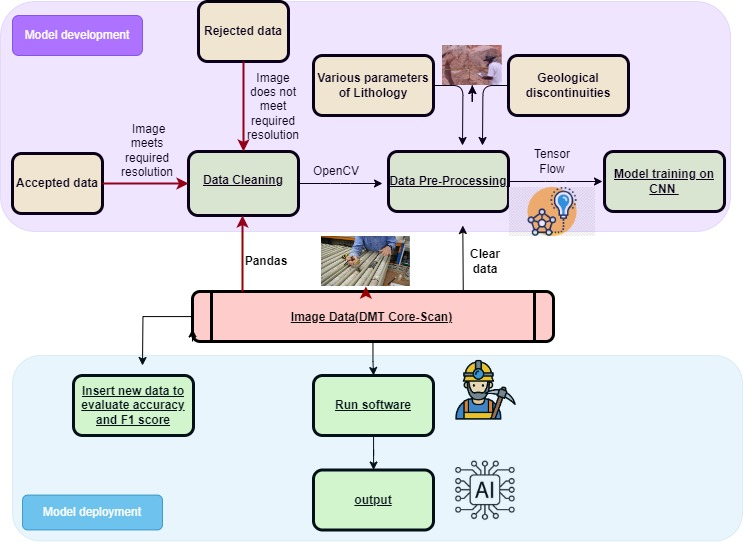 Model development
Rejected data
Image
does not
meet
required
resolution
Various parameters
of Lithology
Geological
discontinuities
Image
meets
required
resolution
Accepted data
Data Cleaning
OpenCV
Data Pre-Processing
Tensor
Flow
Model training on
CNN
Pandas
Clear
data
Image Data(DMT Core-Scan)
Insert new data to
evaluate accuracy
and F1 score
Run software
output
AI
Model deployment